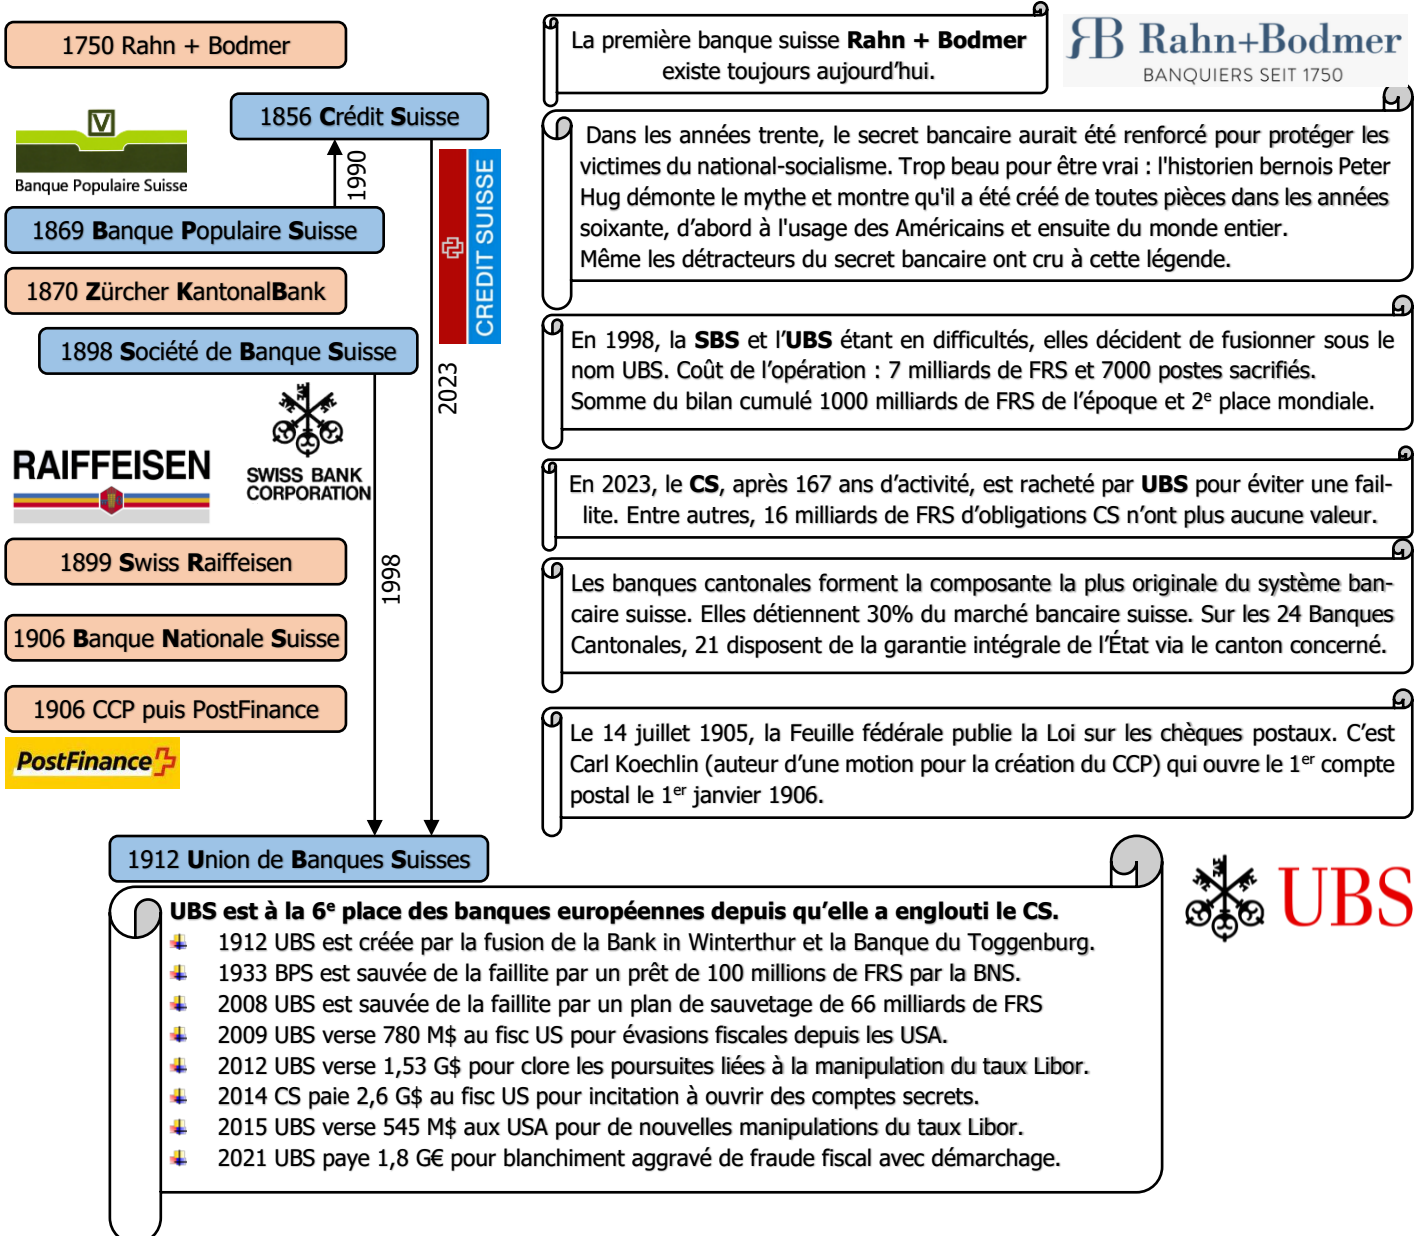 1750 Rahn + Bodmer
La première banque suisse Rahn + Bodmer
existe toujours aujourd’hui.
RB Rahn+Bodmer
BANQUIERS SEIT 1750
1856 Crédit Suisse
V
Banque Populaire Suisse
1990
CREDIT SUISSE
1869 Banque Populaire Suisse
1870 Zürcher KantonalBank
1898 Société de Banque Suisse
2023
SWISS BANK
CORPORATION
RAIFFEISEN
1899 Swiss Raiffeisen
1998
1906 Banque Nationale Suisse
1906 CCP puis PostFinance
PostFinance
Dans les années trente, le secret bancaire aurait été renforcé pour protéger les
victimes du national-socialisme. Trop beau pour être vrai : l'historien bernois Peter
Hug démonte le mythe et montre qu'il a été créé de toutes pièces dans les années
soixante, d’abord à l'usage des Américains et ensuite du monde entier.
Même les détracteurs du secret bancaire ont cru à cette légende.
En 1998, la SBS et l’UBS étant en difficultés, elles décident de fusionner sous le
nom UBS. Coût de l’opération : 7 milliards de FRS et 7000 postes sacrifiés.
Somme du bilan cumulé 1000 milliards de FRS de l’époque et 2e place mondiale.
En 2023, le CS, après 167 ans d’activité, est racheté par UBS pour éviter une fail-
lite. Entre autres, 16 milliards de FRS d’obligations CS n’ont plus aucune valeur.
Les banques cantonales forment la composante la plus originale du système ban-
caire suisse. Elles détiennent 30% du marché bancaire suisse. Sur les 24 Banques
Cantonales, 21 disposent de la garantie intégrale de l’État via le canton concerné.
Le 14 juillet 1905, la Feuille fédérale publie la Loi sur les chèques postaux. C’est
Carl Koechlin (auteur d’une motion pour la création du CCP) qui ouvre le 1er compte
postal le 1er janvier 1906.
1912 Union de Banques Suisses
UBS
UBS est à la 6e place des banques européennes depuis qu’elle a englouti le CS.
1912 UBS est créée par la fusion de la Bank in Winterthur et la Banque du Toggenburg.
1933 BPS est sauvée de la faillite par un prêt de 100 millions de FRS par la BNS.
2008 UBS est sauvée de la faillite par un plan de sauvetage de 66 milliards de FRS
2009 UBS verse 780 M$ au fisc US pour évasions fiscales depuis les USA.
2012 UBS verse 1,53 G$ pour clore les poursuites liées à la manipulation du taux Libor.
2014 CS paie 2,6 G$ au fisc US pour incitation à ouvrir des comptes secrets.
2015 UBS verse 545 M$ aux USA pour de nouvelles manipulations du taux Libor.
2021 UBS paye 1,8 G€ pour blanchiment aggravé de fraude fiscal avec démarchage.